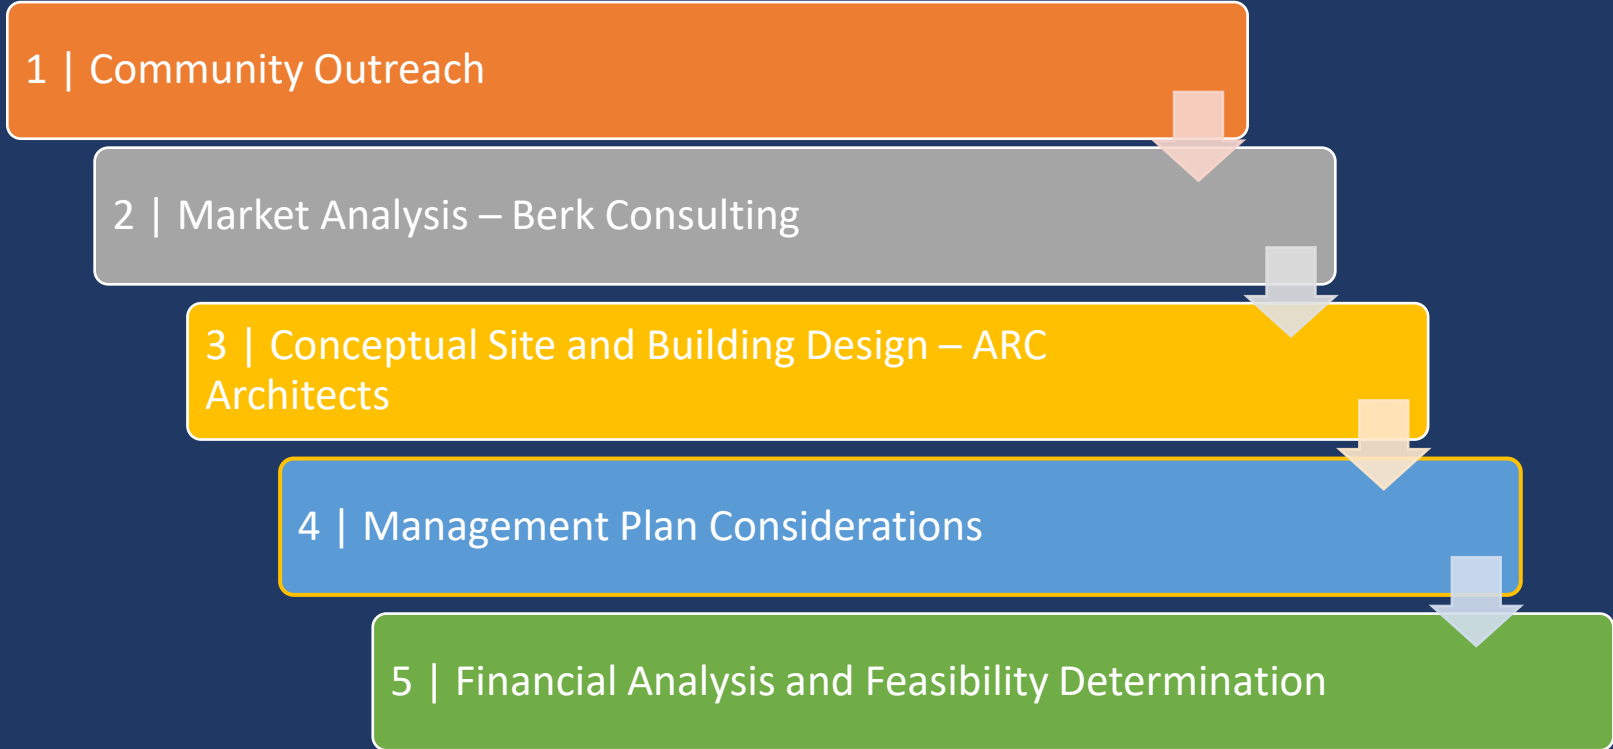 1 | Community Outreach
2 | Market Analysis – Berk Consulting
3 | Conceptual Site and Building Design – ARC
Architects
4 | Management Plan Considerations
5 | Financial Analysis and Feasibility Determination